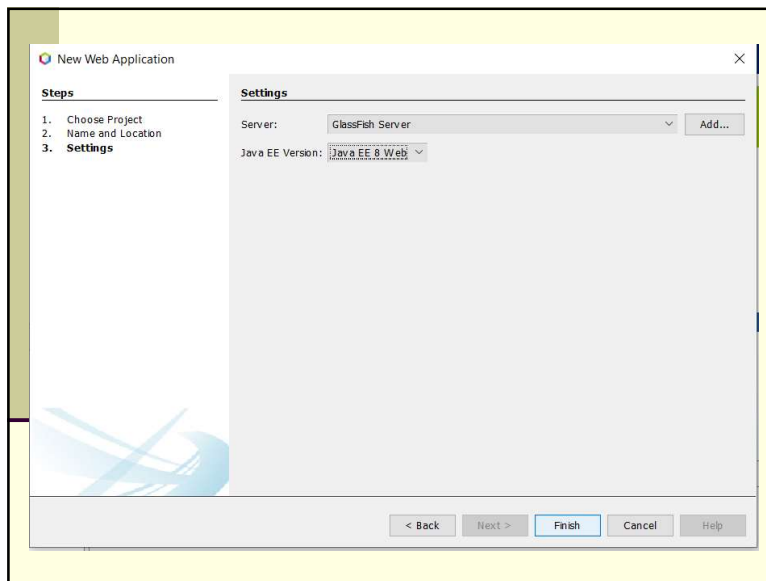 New Web Application
Steps
1. Choose Project
2. Name and Location
3. Settings
Settings
Server: GlassFish Server Add...
Java EE Version: Java EE 8 Web
< Back Next > Finish Cancel Help